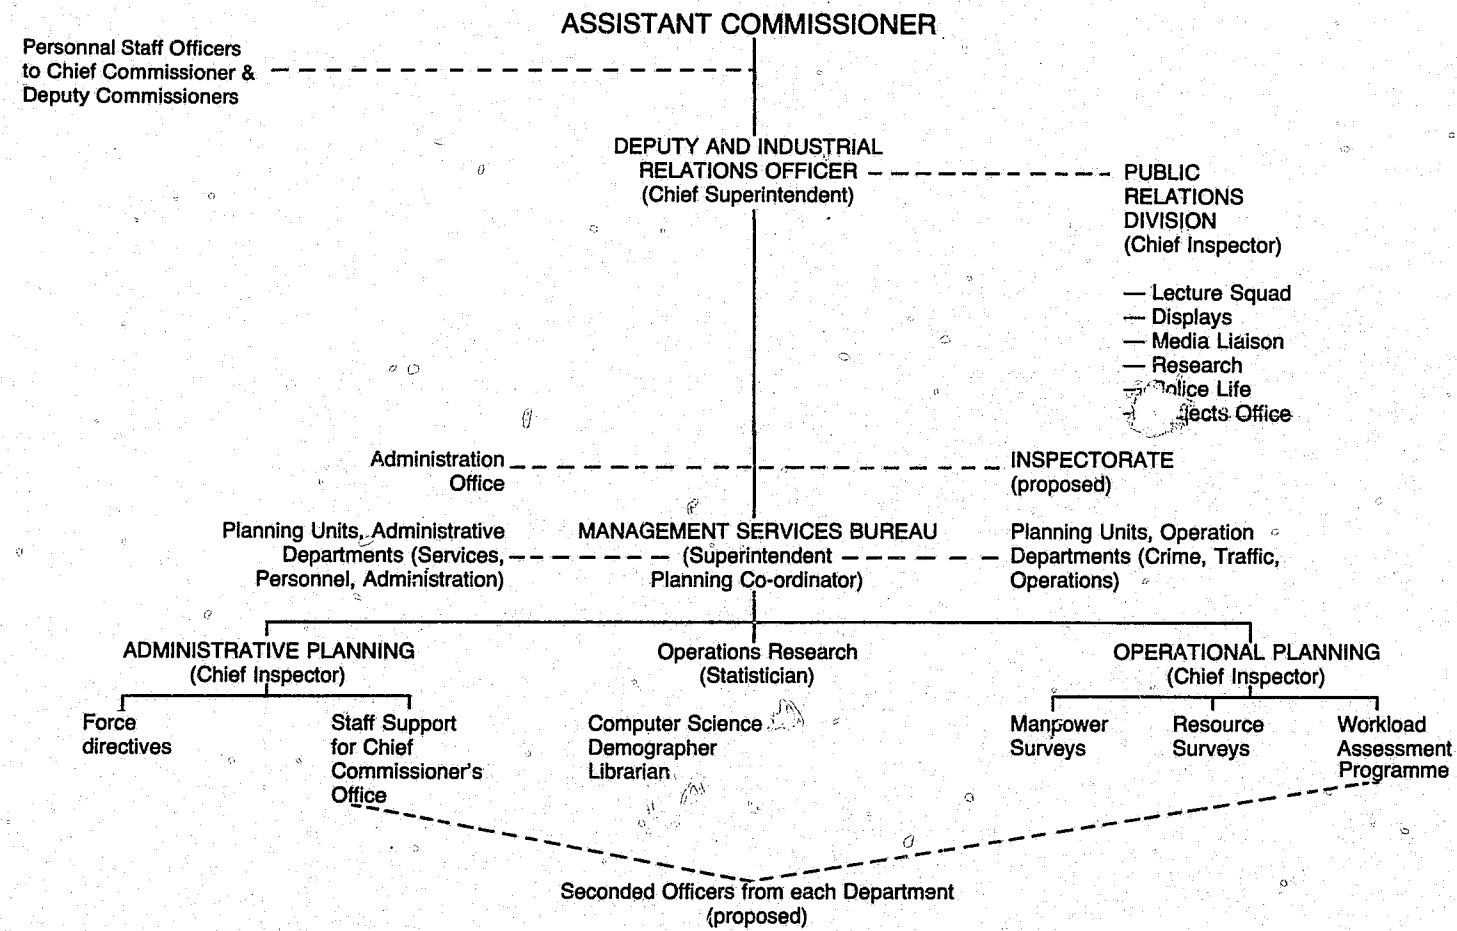 ASSISTANT COMMISSIONER
Personnal Staff Officers
to Chief Commissioner &
Deputy Commissioners
DEPUTY AND INDUSTRIAL
RELATIONS OFFICER
(Chief Superintendent)
PUBLIC
RELATIONS
DIVISION
(Chief Inspector)
— Lecture Squad
— Displays
— Media Liaison
— Research
— Police Life
Office
Administration
Office
INSPECTORATE
(proposed)
Planning Units, Administrative
Departments (Services,
Personnel, Administration)
MANAGEMENT SERVICES BUREAU
(Superintendent
Planning Co-ordinator)
Planning Units, Operation
Departments (Crime, Traffic,
Operations)
ADMINISTRATIVE PLANNING
(Chief Inspector)
Operations Research
(Statistician)
OPERATIONAL PLANNING
(Chief Inspector)
Force
directives
Staff Support
for Chief
Commissioner's
Office
Computer Science
Demographer
Librarian
Manpower
Surveys
Resource
Surveys
Workload
Assessment
Programme
Seconded Officers from each Department
(proposed)